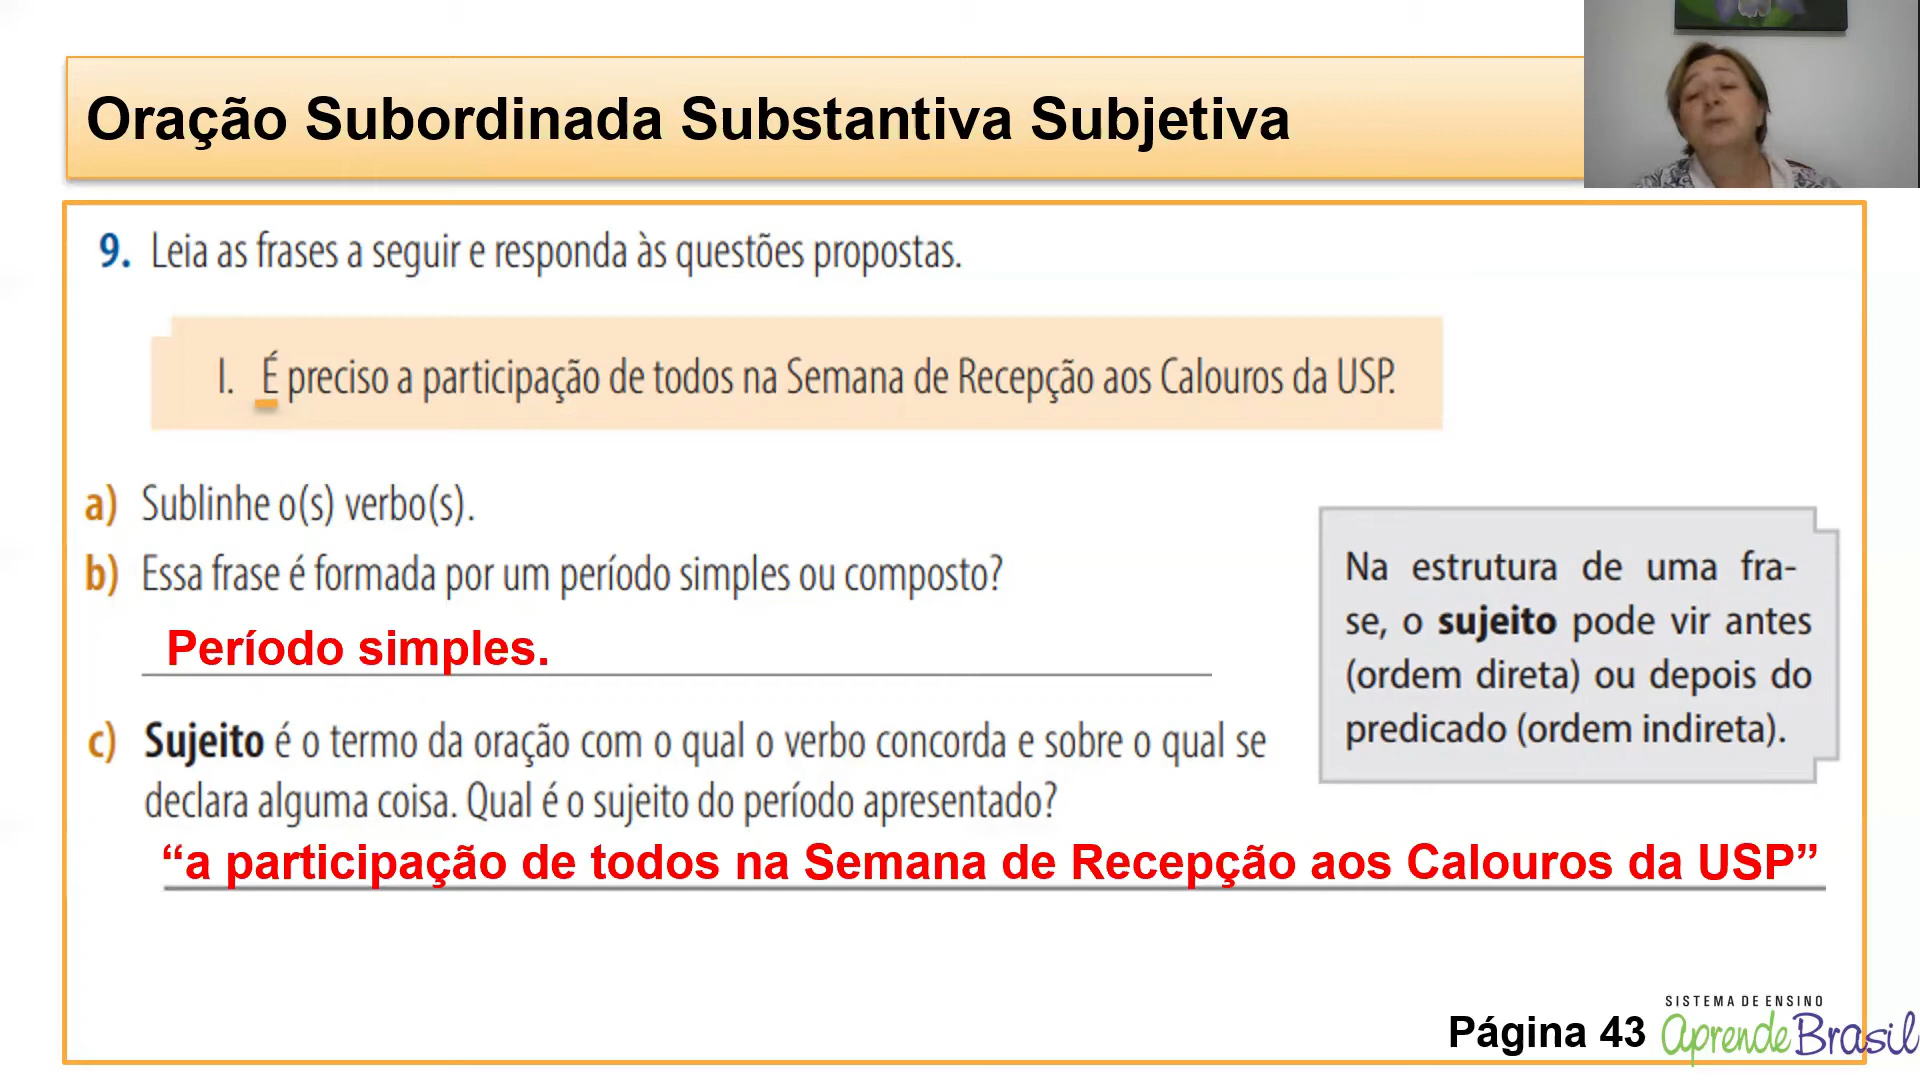 Oração Subordinada Substantiva Subjetiva
9. Leia as frases a seguir e responda às questões propostas.
I. É preciso a participação de todos na Semana de Recepção aos Calouros da USP.
a) Sublinhe o(s) verbo(s).
b) Essa frase é formada por um período simples ou composto?
Período simples.
c) Sujeito é o termo da oração com o qual o verbo concorda e sobre o qual se
declara alguma coisa. Qual é o sujeito do período apresentado?
“a participação de todos na Semana de Recepção aos Calouros da USP”
Na estrutura de uma fra-
se, o sujeito pode vir antes
(ordem direta) ou depois do
predicado (ordem indireta).
Página 43
SISTEMA DE ENSINO
aprende Brasil